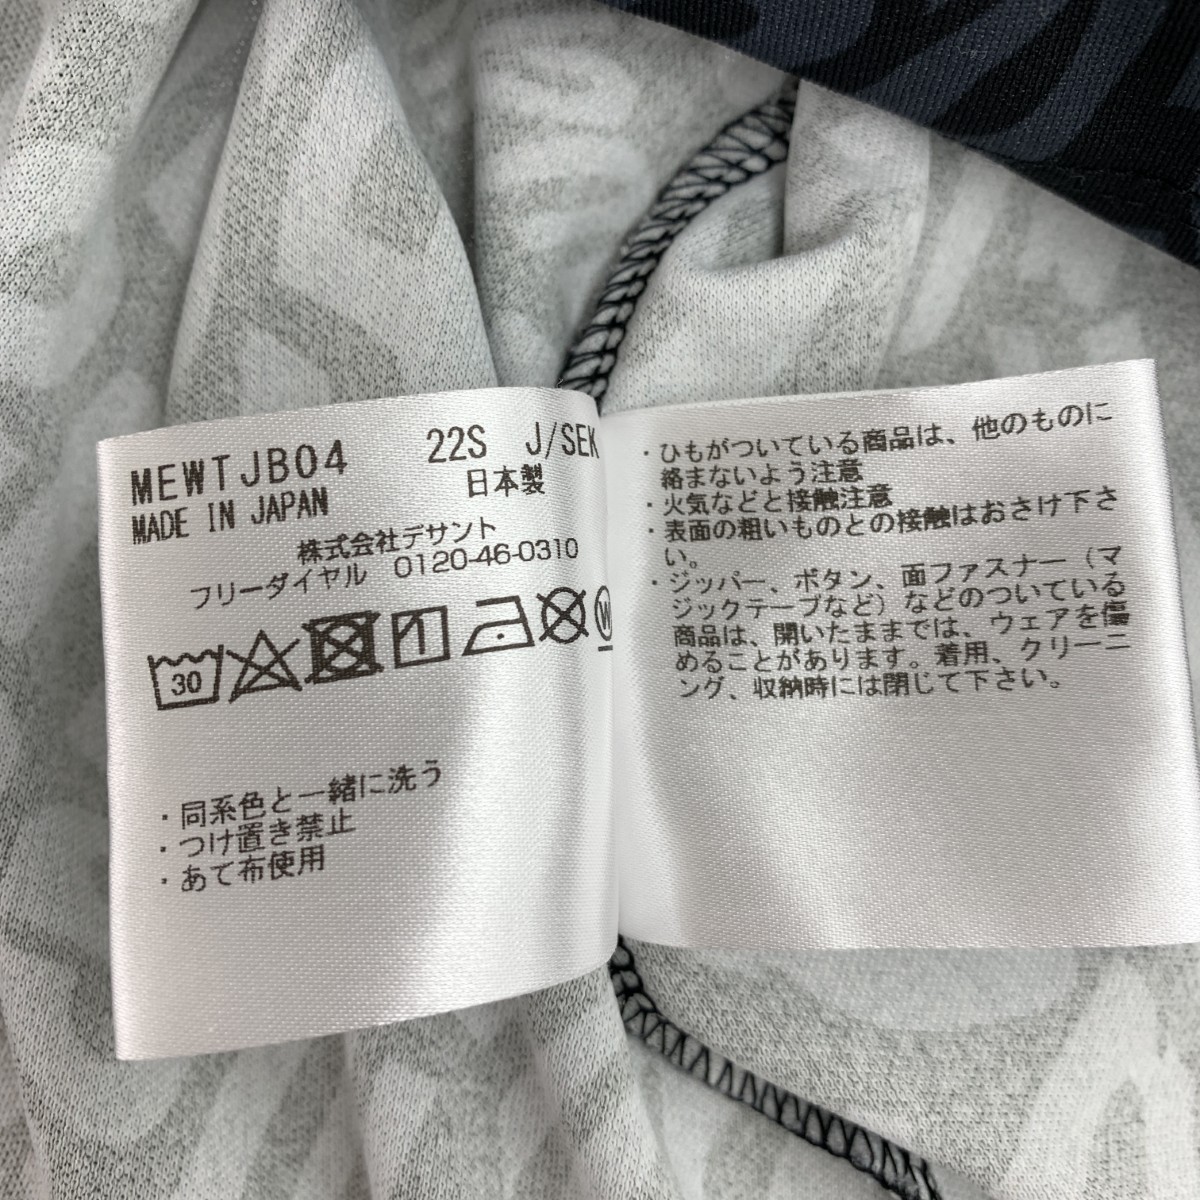 MEWTJB04 22S J/SEK
MADE IN JAPAN 日本製
株式会社デサント
フリーダイヤル 0120-46-0310
30
W
・同系色と一緒に洗う
・つけ置き禁止
・あて布使用
・ひもがついている商品は、他のものに
絡まないよう注意
・火気などと接触注意
・表面の粗いものとの接触はおさけ下さ
い。
・ジッパー、ボタン、面ファスナー（マ
ジックテープなど）などのついている
商品は、開いたままでは、ウェアを傷
めることがあります。着用、クリーニ
ング、収納時には閉じて下さい。